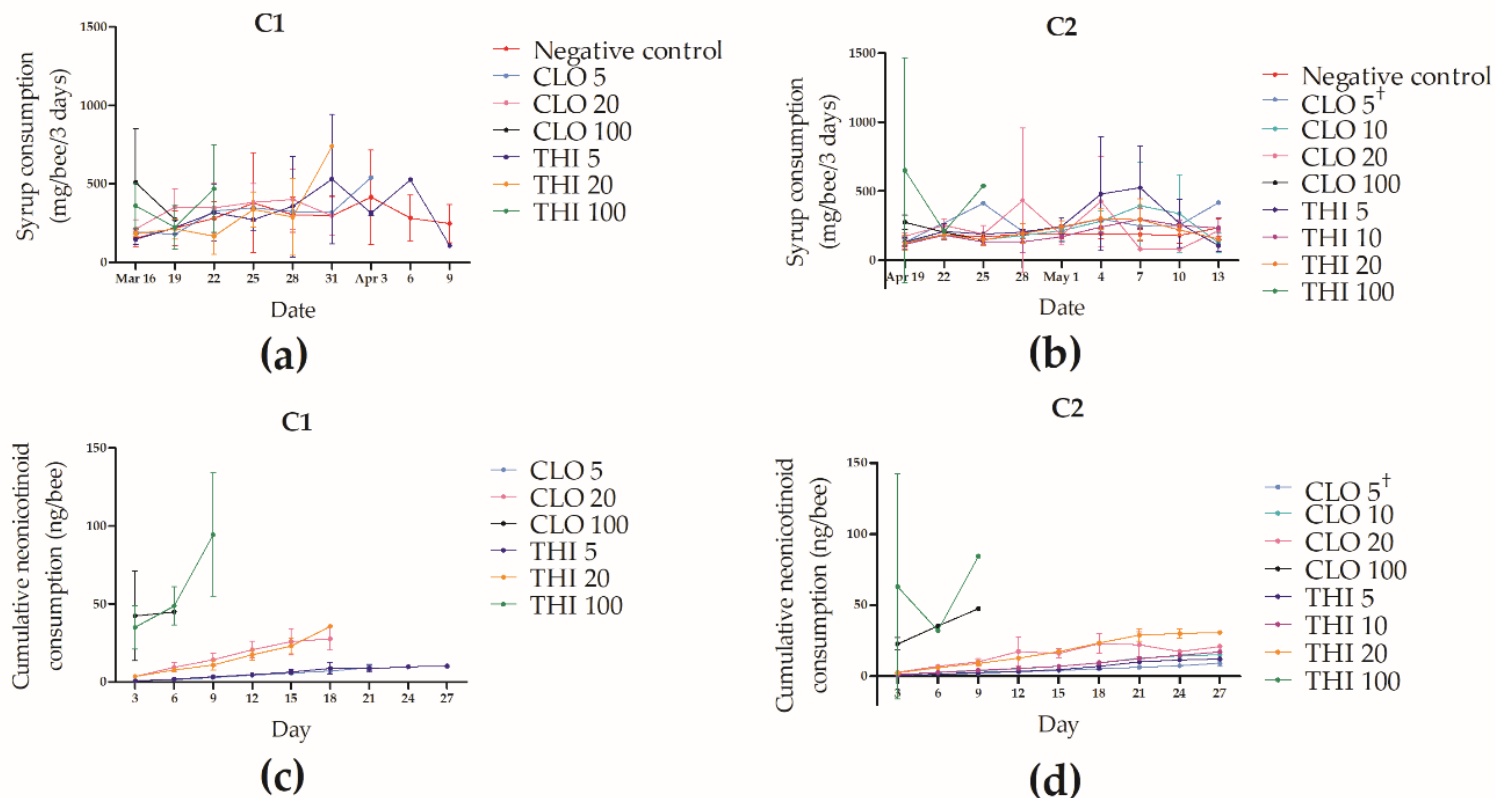 C1
Syrup consumption
(mg/bee/3 days)
1500
1000
500
0
Mar 16 19 22 25 28 31 Apr 3 6 9
Date
Negative control
CLO 5
CLO 20
CLO 100
THI 5
THI 20
THI 100
(a)
C2
Syrup consumption
(mg/bee/3 days)
1500
1000
500
0
Apr 19 22 25 28 May 1 4 7 10 13
Date
Negative control
CLO 5†
CLO 10
CLO 20
CLO 100
THI 5
THI 10
THI 20
THI 100
(b)
C1
Cumulative neonicotinoid
consumption (ng/bee)
150
100
50
0
3 6 9 12 15 18 21 24 27
Day
CLO 5
CLO 20
CLO 100
THI 5
THI 20
THI 100
(c)
C2
Cumulative neonicotinoid
consumption (ng/bee)
150
100
50
0
3 6 9 12 15 18 21 24 27
Day
CLO 5†
CLO 10
CLO 20
CLO 100
THI 5
THI 10
THI 20
THI 100
(d)